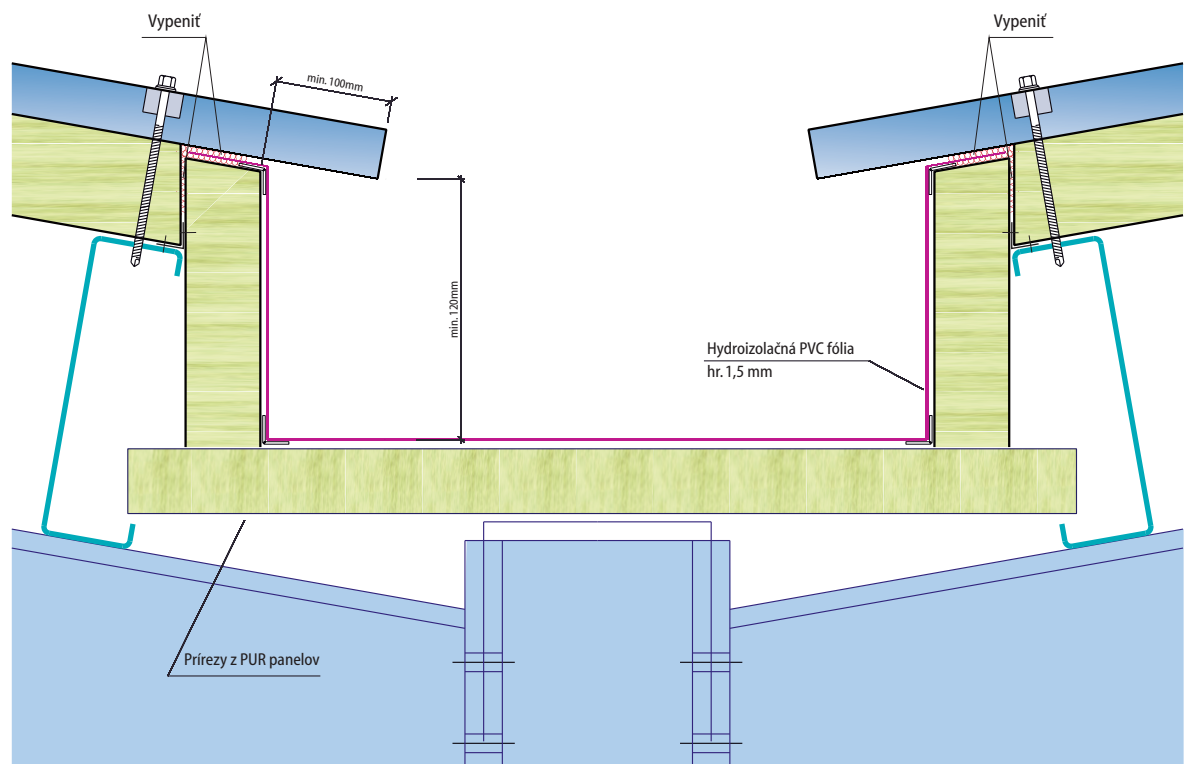 Vypeniť
Vypeniť
min. 100mm
min. 120mm
Hydroizolačná PVC fólia
hr. 1,5 mm
Prírezy z PUR panelov